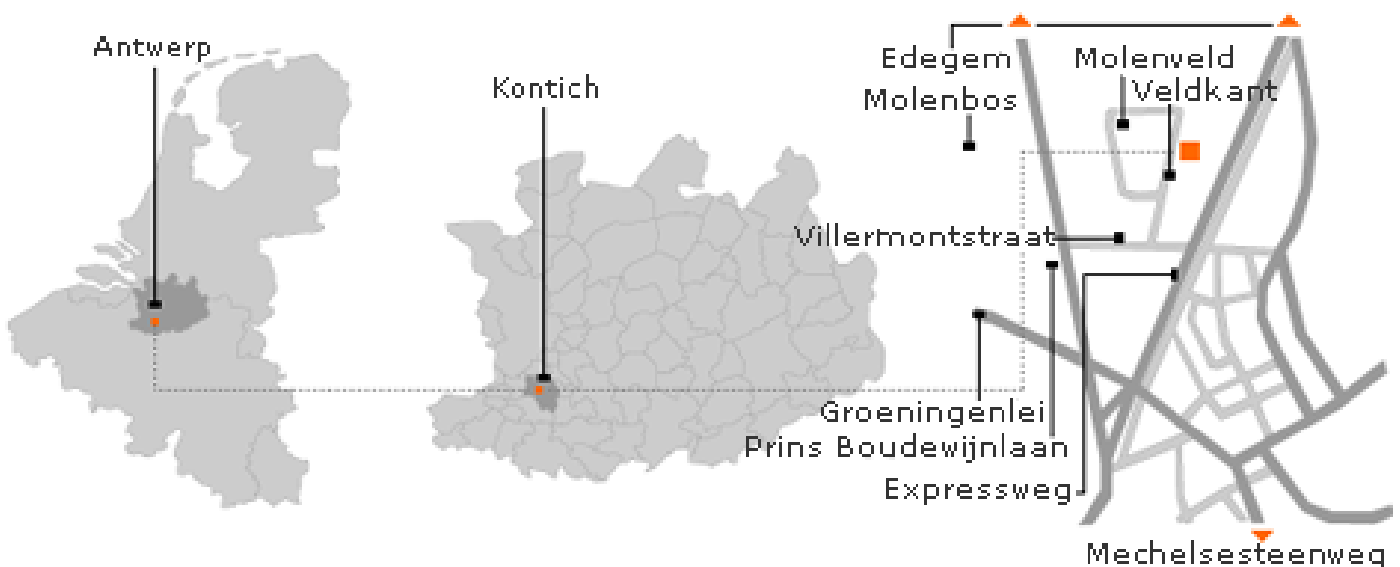 Antwerp
Kontich
Edegem
Molenveld
Molenbos
Veldkant
Villermontstraat
Groeningenlei
Prins Boudewijnlaan
Expressweg
Mechelsesteenweg